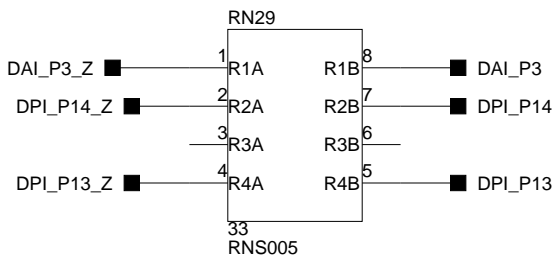 RN29
1 8
DAI_P3_Z R1A R1B DAI_P3
2 7
DPI_P14_Z R2A R2B DPI_P14
3 6
R3A R3B
4 5
DPI_P13_Z R4A R4B DPI_P13
33
RNS005